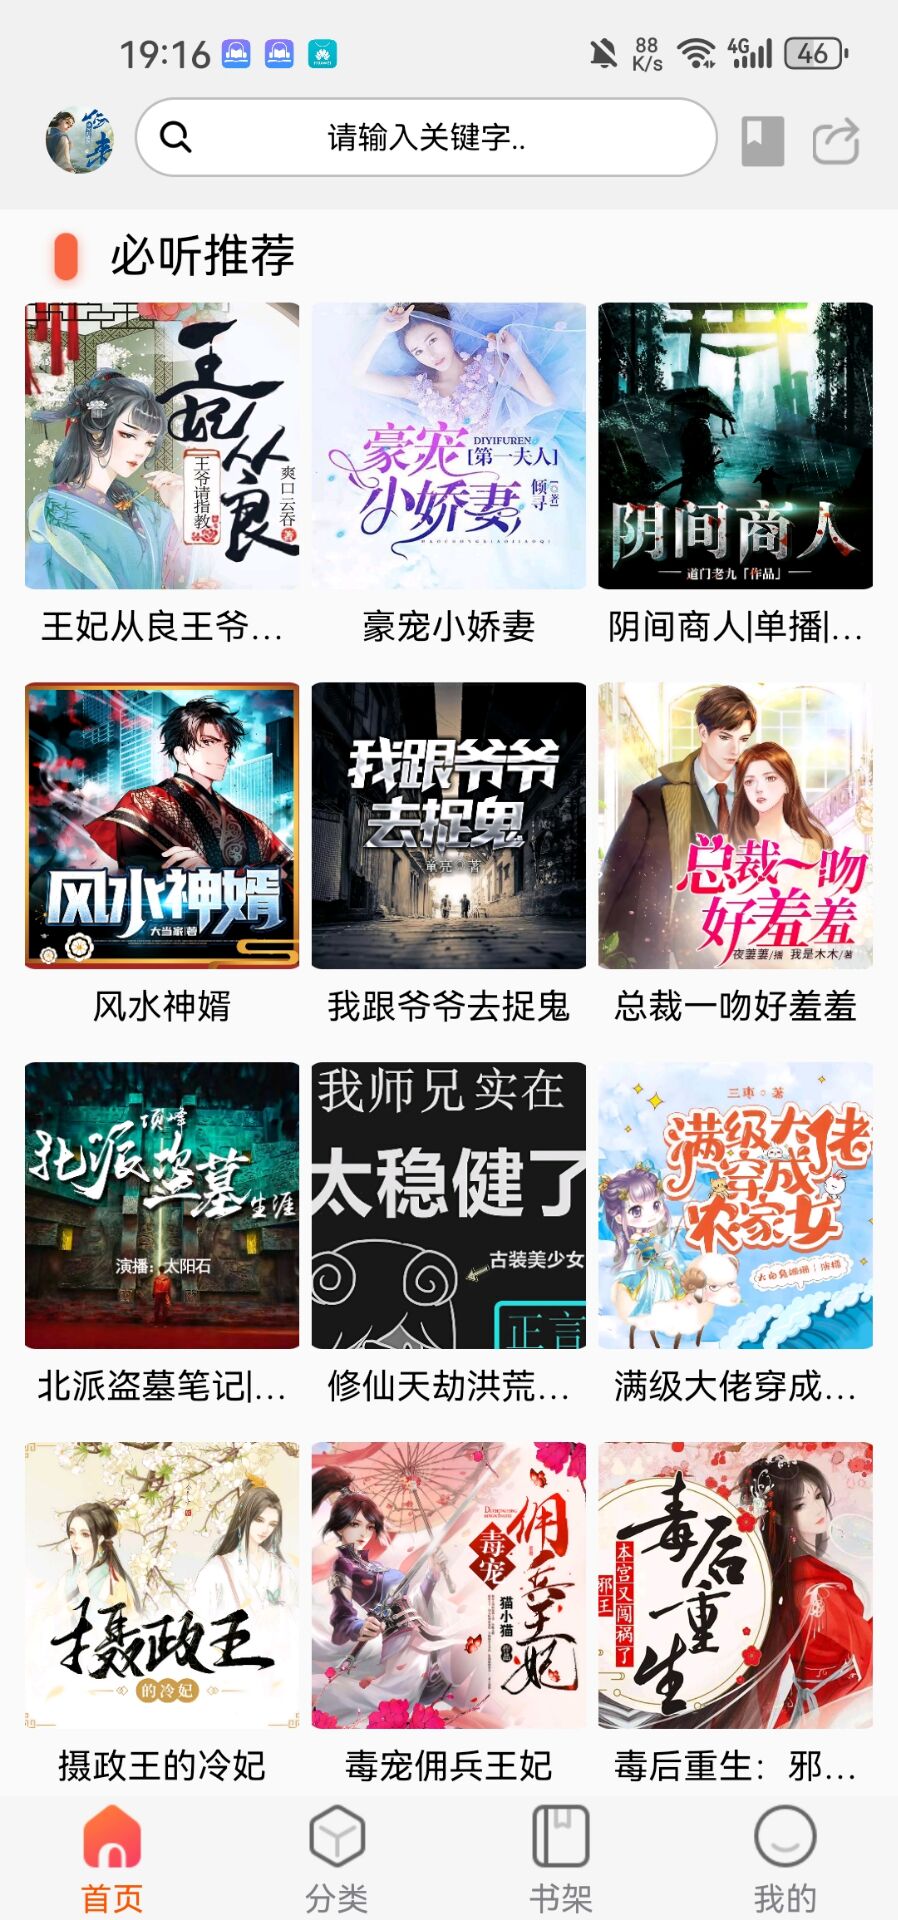 19:16
88
K/s
4G
46
请输入关键字..
必听推荐
王妃从良
王爷请指教
爽口云吞
著
豪宠
DIYIFUREN
[第一夫人]
小娇妻
倾寻
[著]
HAOCHONGXIAOJIAOQI
阴间商人
道门老九「作品」
王妃从良王爷...
豪宠小娇妻
阴间商人|单播|...
风水神婿
大当家 著
我跟爷爷
去捉鬼
童亮◎著
总裁一吻
好羞羞
夜萋萋/播 我是木木/著
风水神婿
我跟爷爷去捉鬼
总裁一吻好羞羞
北派
顶峰
盗墓
生涯
演播：太阳石
我师兄实在
太稳健了
古装美少女
正言
三束○著
满级大佬
穿成
农家女
北派盗墓笔记|...
修仙天劫洪荒...
满级大佬穿成...
摄政王
的冷妃
毒宠
佣兵王妃
猫小猫
作品
毒后重生
本宫又闯祸了
邪王
摄政王的冷妃
毒宠佣兵王妃
毒后重生：邪...
首页
分类
书架
我的